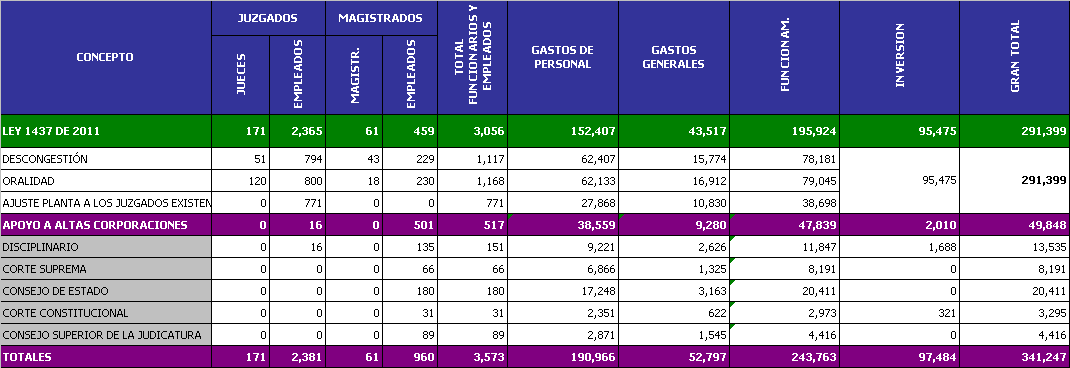 CONCEPTO
JUZGADOS
MAGISTRADOS
JUECES
EMPLEADOS
MAGISTR.
EMPLEADOS
TOTAL FUNCIONARIOS Y EMPLEADOS
GASTOS DE PERSONAL
GASTOS GENERALES
FUNCIONAM.
INVERSION
GRAN TOTAL
LEY 1437 DE 2011 171 2,365 61 459 3,056 152,407 43,517 195,924 95,475 291,399
DESCONGESTIÓN 51 794 43 229 1,117 62,407 15,774 78,181
ORALIDAD 120 800 18 230 1,168 62,133 16,912 79,045 95,475 291,399
AJUSTE PLANTA A LOS JUZGADOS EXISTEN 0 771 0 0 771 27,868 10,830 38,698
APOYO A ALTAS CORPORACIONES 0 16 0 501 517 38,559 9,280 47,839 2,010 49,848
DISCIPLINARIO 0 16 0 135 151 9,221 2,626 11,847 1,688 13,535
CORTE SUPREMA 0 0 0 66 66 6,866 1,325 8,191 0 8,191
CONSEJO DE ESTADO 0 0 0 180 180 17,248 3,163 20,411 0 20,411
CORTE CONSTITUCIONAL 0 0 0 31 31 2,351 622 2,973 321 3,295
CONSEJO SUPERIOR DE LA JUDICATURA 0 0 0 89 89 2,871 1,545 4,416 0 4,416
TOTALES 171 2,381 61 960 3,573 190,966 52,797 243,763 97,484 341,247